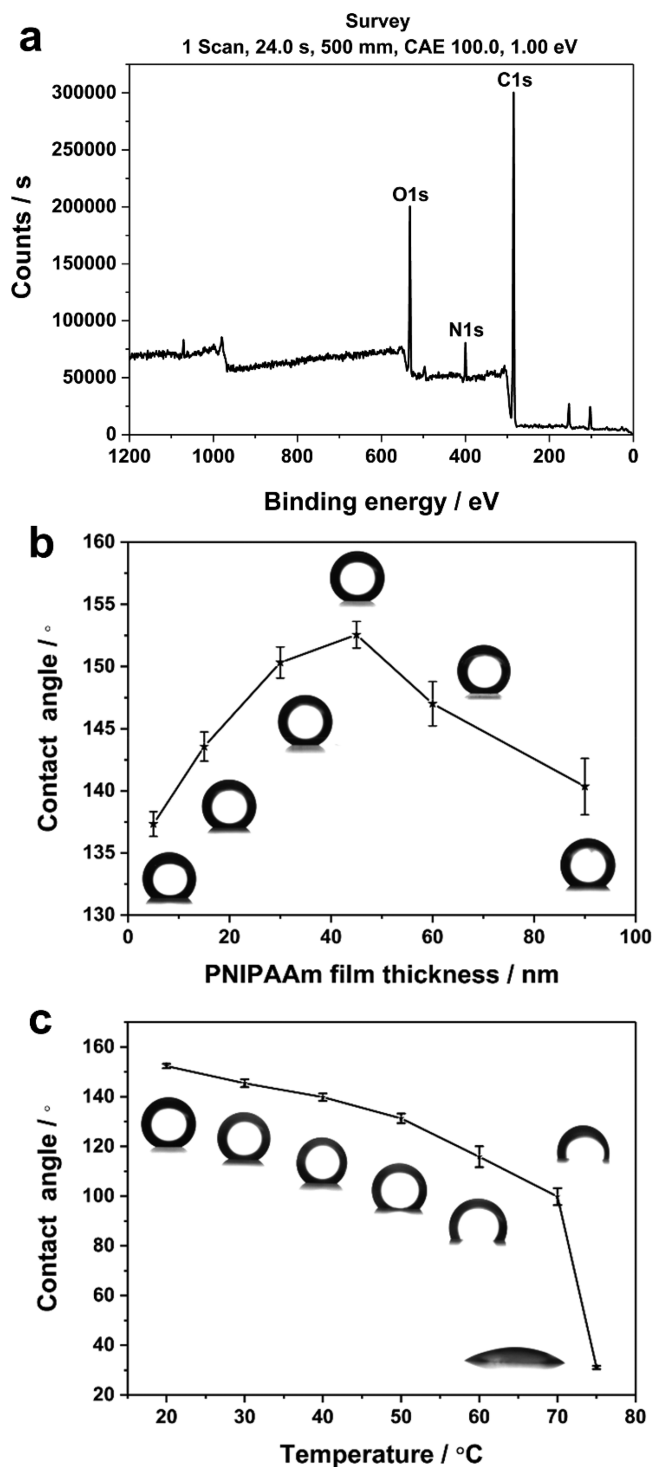 a
Survey
1 Scan, 24.0 s, 500 mm, CAE 100.0, 1.00 eV
C1s
O1s
N1s
300000
250000
200000
150000
100000
50000
0
Counts / s
1200 1000 800 600 400 200 0
Binding energy / eV
b
160
155
150
145
140
135
130
Contact angle / °
0 20 40 60 80 100
PNIPAAm film thickness / nm
c
160
140
120
100
80
60
40
20
Contact angle / °
20 30 40 50 60 70 80
Temperature / °C